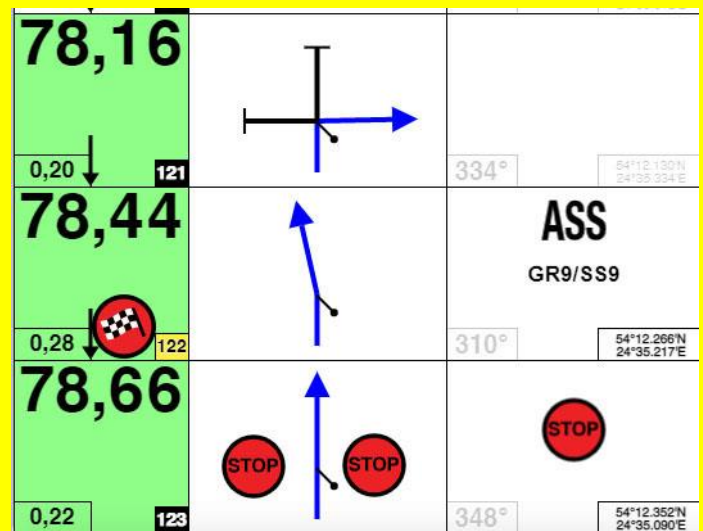 78,16
0,20
121
334°
54°12.130'N
24°35.334'E
78,44
0,28
122
ASS
GR9/SS9
310°
54°12.266'N
24°35.217'E
78,66
0,22
123
STOP
STOP
STOP
348°
54°12.352'N
24°35.090'E